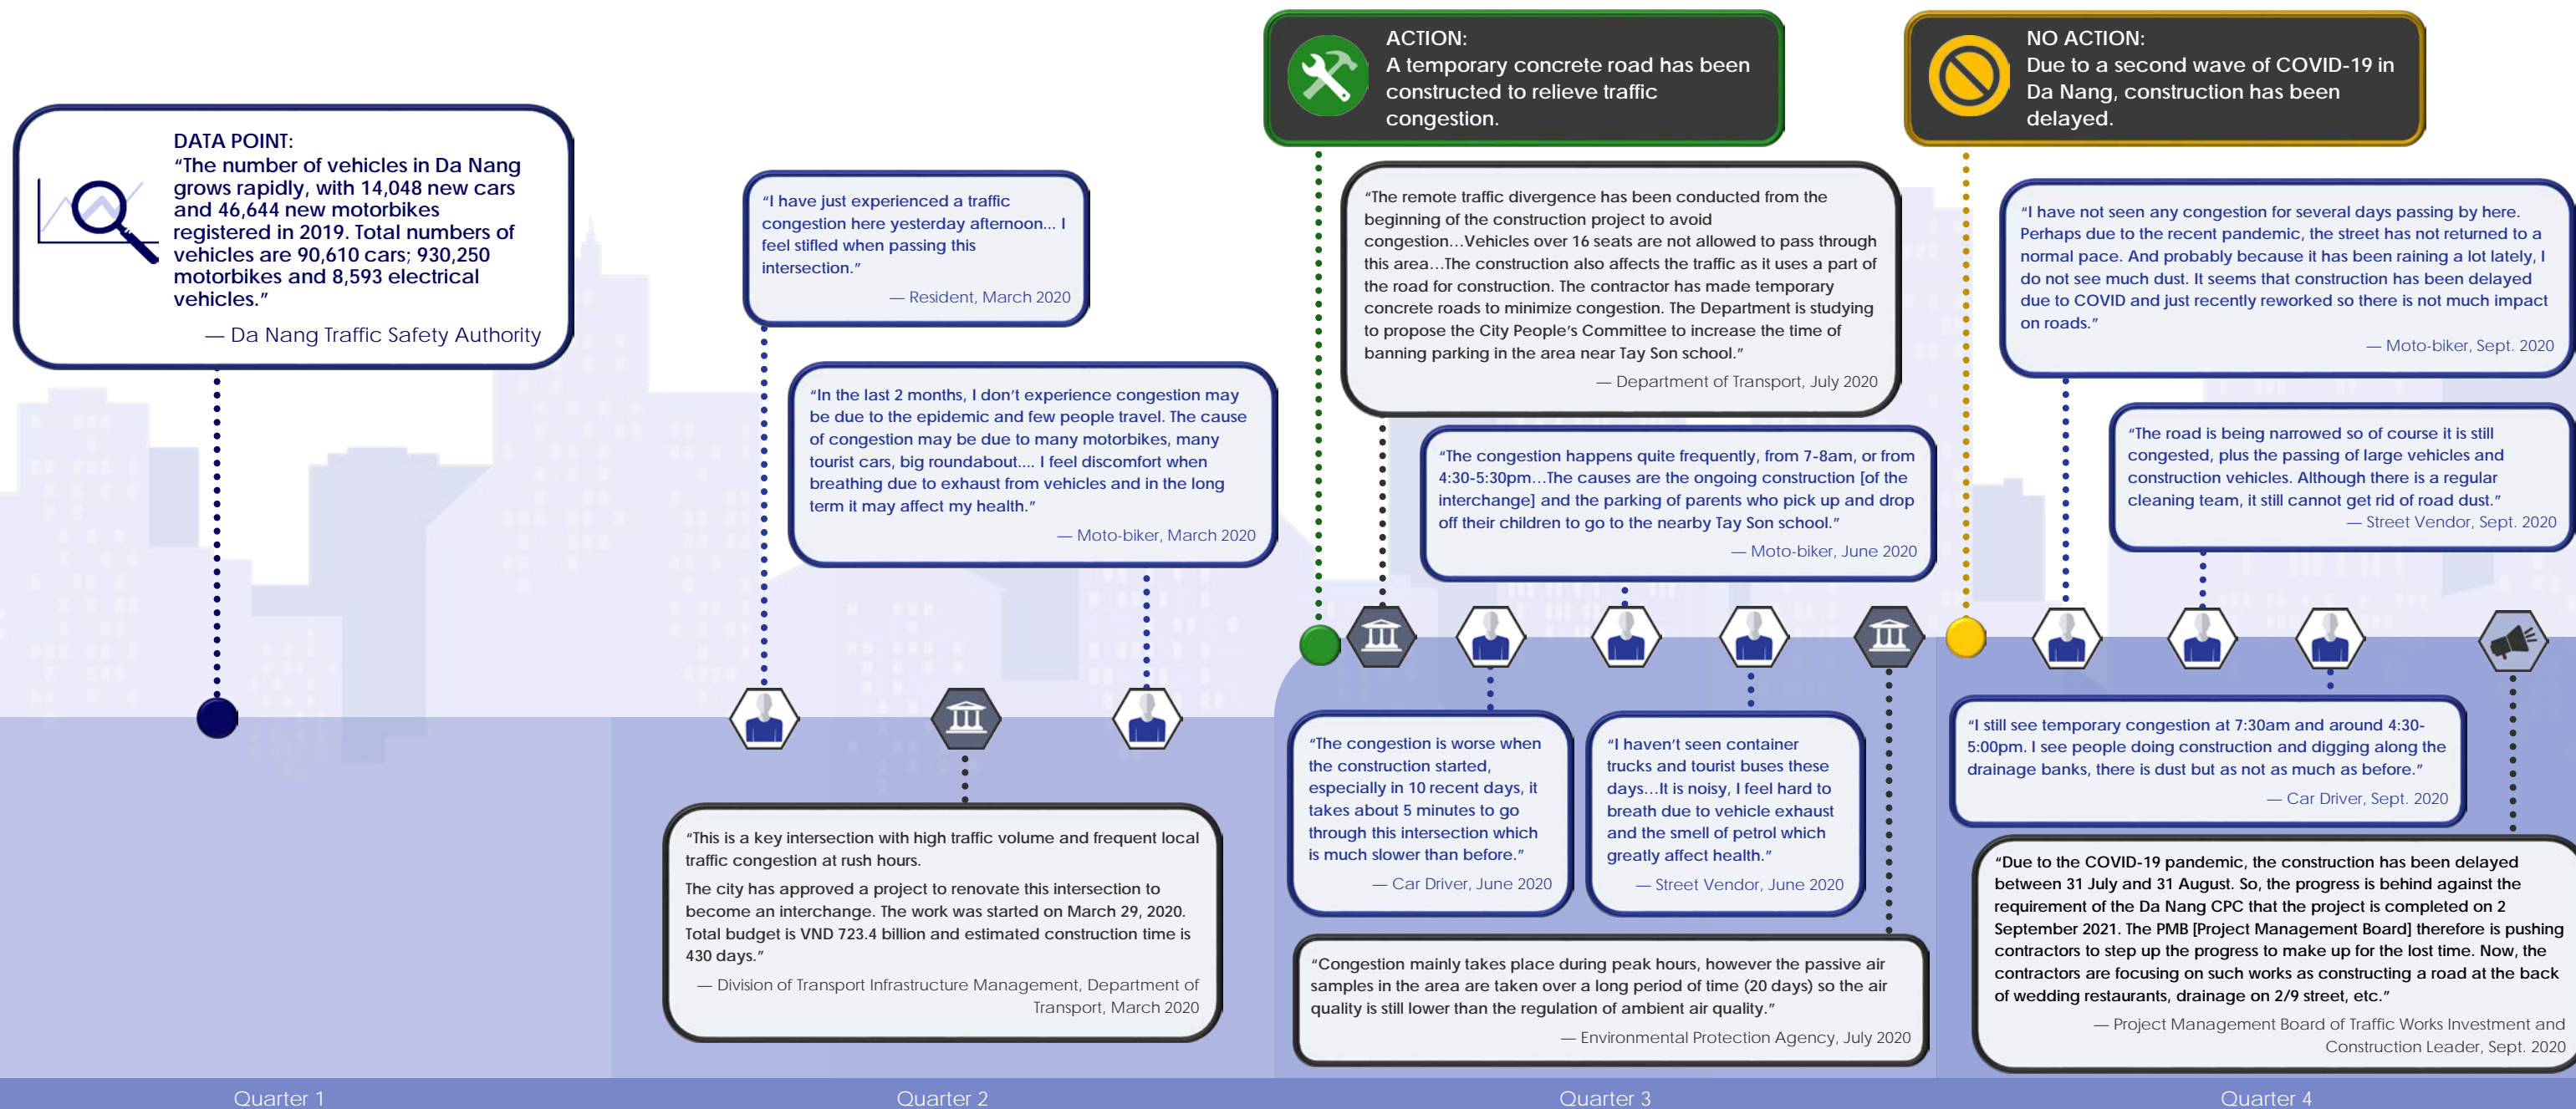 DATA POINT:
“The number of vehicles in Da Nang
grows rapidly, with 14,048 new cars
and 46,644 new motorbikes
registered in 2019. Total numbers of
vehicles are 90,610 cars; 930,250
motorbikes and 8,593 electrical
vehicles.”
— Da Nang Traffic Safety Authority
“I have just experienced a traffic
congestion here yesterday afternoon... I
feel stifled when passing this
intersection.”
— Resident, March 2020
“In the last 2 months, I don’t experience congestion may
be due to the epidemic and few people travel. The cause
of congestion may be due to many motorbikes, many
tourist cars, big roundabout.... I feel discomfort when
breathing due to exhaust from vehicles and in the long
term it may affect my health.”
— Moto-biker, March 2020
“This is a key intersection with high traffic volume and frequent local
traffic congestion at rush hours.
The city has approved a project to renovate this intersection to
become an interchange. The work was started on March 29, 2020.
Total budget is VND 723.4 billion and estimated construction time is
430 days.”
— Division of Transport Infrastructure Management, Department of
Transport, March 2020
ACTION:
A temporary concrete road has been
constructed to relieve traffic
congestion.
“The remote traffic divergence has been conducted from the
beginning of the construction project to avoid
congestion…Vehicles over 16 seats are not allowed to pass through
this area…The construction also affects the traffic as it uses a part of
the road for construction. The contractor has made temporary
concrete roads to minimize congestion. The Department is studying
to propose the City People’s Committee to increase the time of
banning parking in the area near Tay Son school.”
— Department of Transport, July 2020
“The congestion happens quite frequently, from 7-8am, or from
4:30-5:30pm…The causes are the ongoing construction [of the
interchange] and the parking of parents who pick up and drop
off their children to go to the nearby Tay Son school.”
— Moto-biker, June 2020
“The congestion is worse when
the construction started,
especially in 10 recent days, it
takes about 5 minutes to go
through this intersection which
is much slower than before.”
— Car Driver, June 2020
“I haven’t seen container
trucks and tourist buses these
days…It is noisy, I feel hard to
breath due to vehicle exhaust
and the smell of petrol which
greatly affect health.”
— Street Vendor, June 2020
“Congestion mainly takes place during peak hours, however the passive air
samples in the area are taken over a long period of time (20 days) so the air
quality is still lower than the regulation of ambient air quality.”
— Environmental Protection Agency, July 2020
NO ACTION:
Due to a second wave of COVID-19 in
Da Nang, construction has been
delayed.
“I have not seen any congestion for several days passing by here.
Perhaps due to the recent pandemic, the street has not returned to a
normal pace. And probably because it has been raining a lot lately, I
do not see much dust. It seems that construction has been delayed
due to COVID and just recently reworked so there is not much impact
on roads.”
— Moto-biker, Sept. 2020
“The road is being narrowed so of course it is still
congested, plus the passing of large vehicles and
construction vehicles. Although there is a regular
cleaning team, it still cannot get rid of road dust.”
— Street Vendor, Sept. 2020
“I still see temporary congestion at 7:30am and around 4:30-
5:00pm. I see people doing construction and digging along the
drainage banks, there is dust but as not as much as before.”
— Car Driver, Sept. 2020
“Due to the COVID-19 pandemic, the construction has been delayed
between 31 July and 31 August. So, the progress is behind against the
requirement of the Da Nang CPC that the project is completed on 2
September 2021. The PMB [Project Management Board] therefore is pushing
contractors to step up the progress to make up for the lost time. Now, the
contractors are focusing on such works as constructing a road at the back
of wedding restaurants, drainage on 2/9 street, etc.”
— Project Management Board of Traffic Works Investment and
Construction Leader, Sept. 2020
Quarter 1
Quarter 2
Quarter 3
Quarter 4